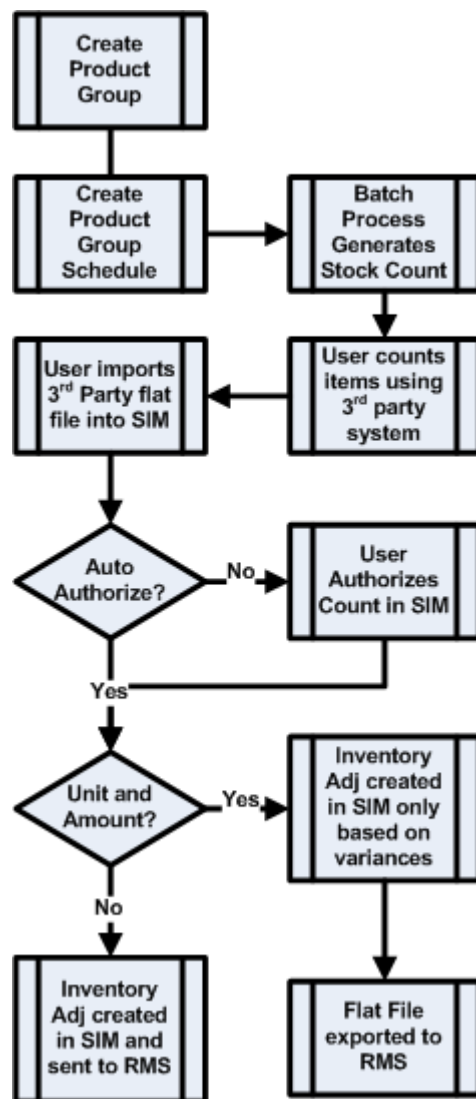 Create
Product
Group
Create
Product
Group
Schedule
Batch
Process
Generates
Stock Count
User imports
3rd Party flat
file into SIM
User counts
items using
3rd party
system
Auto
Authorize?
No
User
Authorizes
Count in SIM
Yes
Unit and
Amount?
Yes
Inventory
Adj created
in SIM only
based on
variances
No
Inventory
Adj created
in SIM and
sent to RMS
Flat File
exported to
RMS